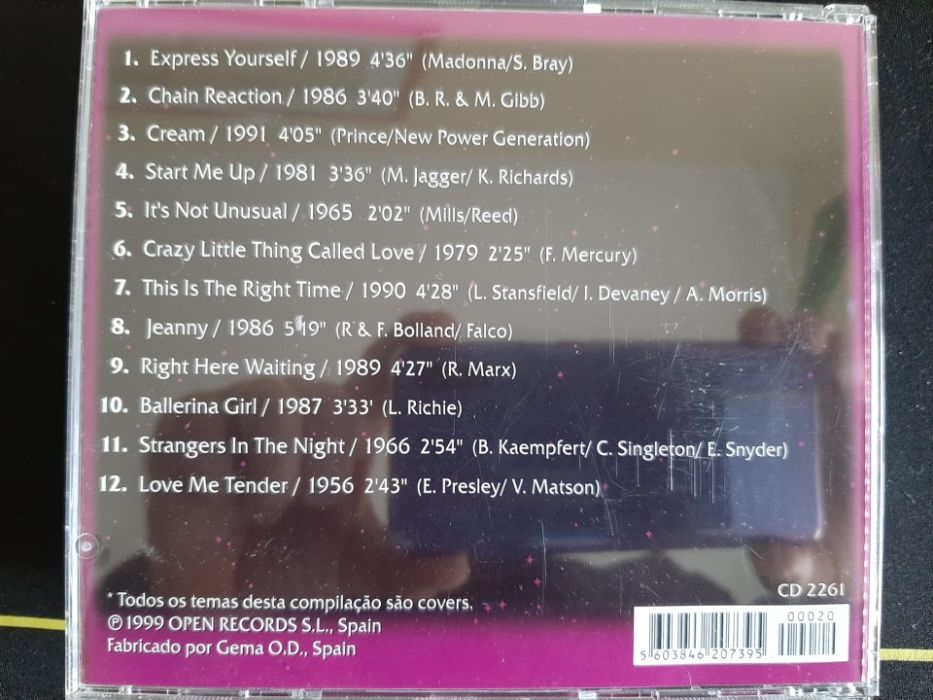 1. Express Yourself / 1989 4'36" (Madonna/S. Bray)
2. Chain Reaction / 1986 3'40" (B. R. & M. Gibb)
3. Cream / 1991 4'05" (Prince/New Power Generation)
4. Start Me Up / 1981 3'36" (M. Jagger/ K. Richards)
5. It's Not Unusual / 1965 2'02" (Mills/Reed)
6. Crazy Little Thing Called Love / 1979 2'25" (F. Mercury)
7. This Is The Right Time / 1990 4'28" (L. Stansfield/ I. Devaney / A. Morris)
8. Jeanny / 1986 5'19" (R & F. Bolland/ Falco)
9. Right Here Waiting / 1989 4'27" (R. Marx)
10. Ballerina Girl / 1987 3'33' (L. Richie)
11. Strangers In The Night / 1966 2'54" (B. Kaempfert/ C. Singleton/ E. Snyder)
12. Love Me Tender / 1956 2'43" (E. Presley/ V. Matson)
* Todos os temas desta compilação são covers.
℗1999 OPEN RECORDS S.L., Spain
Fabricado por Gema O.D., Spain
CD 2261
00020
5 603846 207395